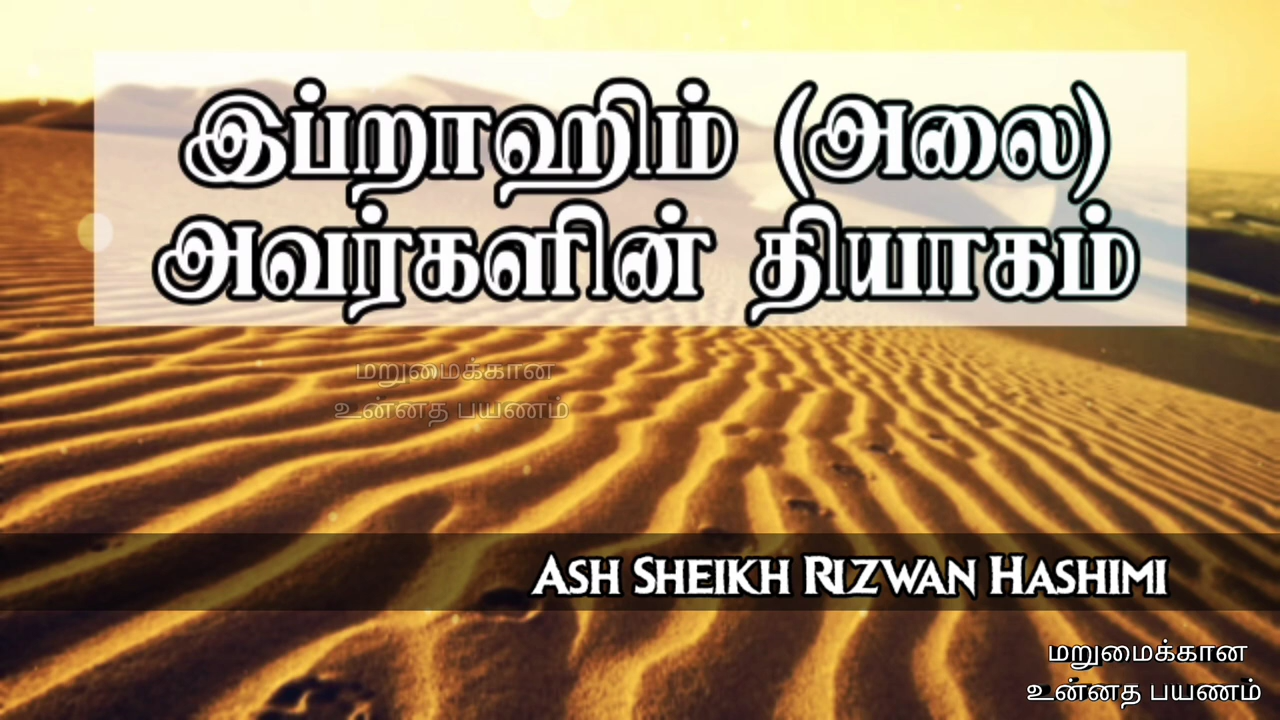 இப்ராஹிம் (அலை)
அவர்களின் தியாகம்
மறுமைக்கான
உன்னத பயணம்
ASH SHEIKH RIZWAN HASHIMI
மறுமைக்கான
உன்னத பயணம்